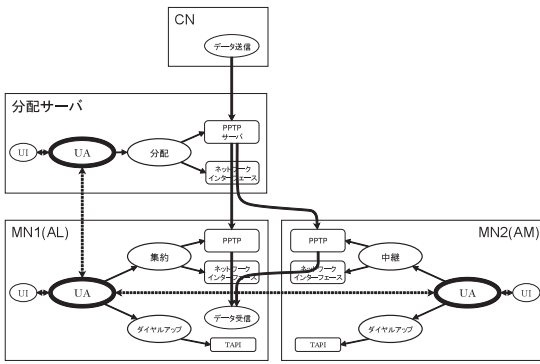 CN
データ送信
分配サーバ
UI
UA
分配
PPTP
サーバ
ネットワーク
インターフェース
MN1(AL)
UI
UA
集約
PPTP
ネットワーク
インターフェース
データ受信
ダイヤルアップ
TAPI
MN2(AM)
PPTP
ネットワーク
インターフェース
中継
UA
UI
ダイヤルアップ
TAPI